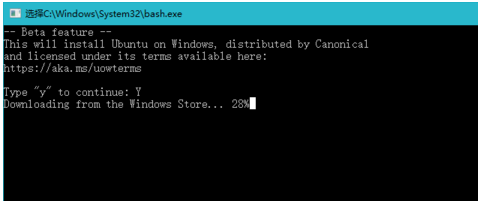 选择C:\Windows\System32\bash.exe
-- Beta feature --
This will install Ubuntu on Windows, distributed by Canonical
and licensed under its terms available here:
https://aka.ms/uowterms
Type "y" to continue: Y
Downloading from the Windows Store... 28%